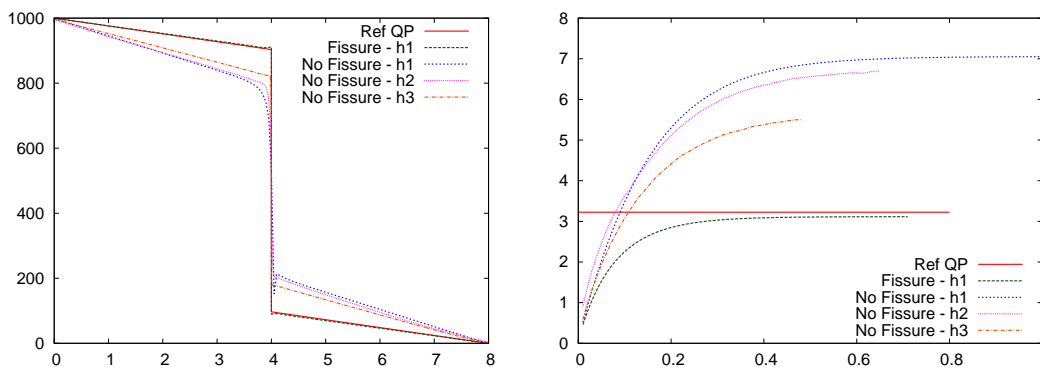 1000
800
600
400
200
0
0 1 2 3 4 5 6 7 8
Ref QP
Fissure - h1
No Fissure - h1
No Fissure - h2
No Fissure - h3
8
7
6
5
4
3
2
1
0
0 0.2 0.4 0.6 0.8
Ref QP
Fissure - h1
No Fissure - h1
No Fissure - h2
No Fissure - h3